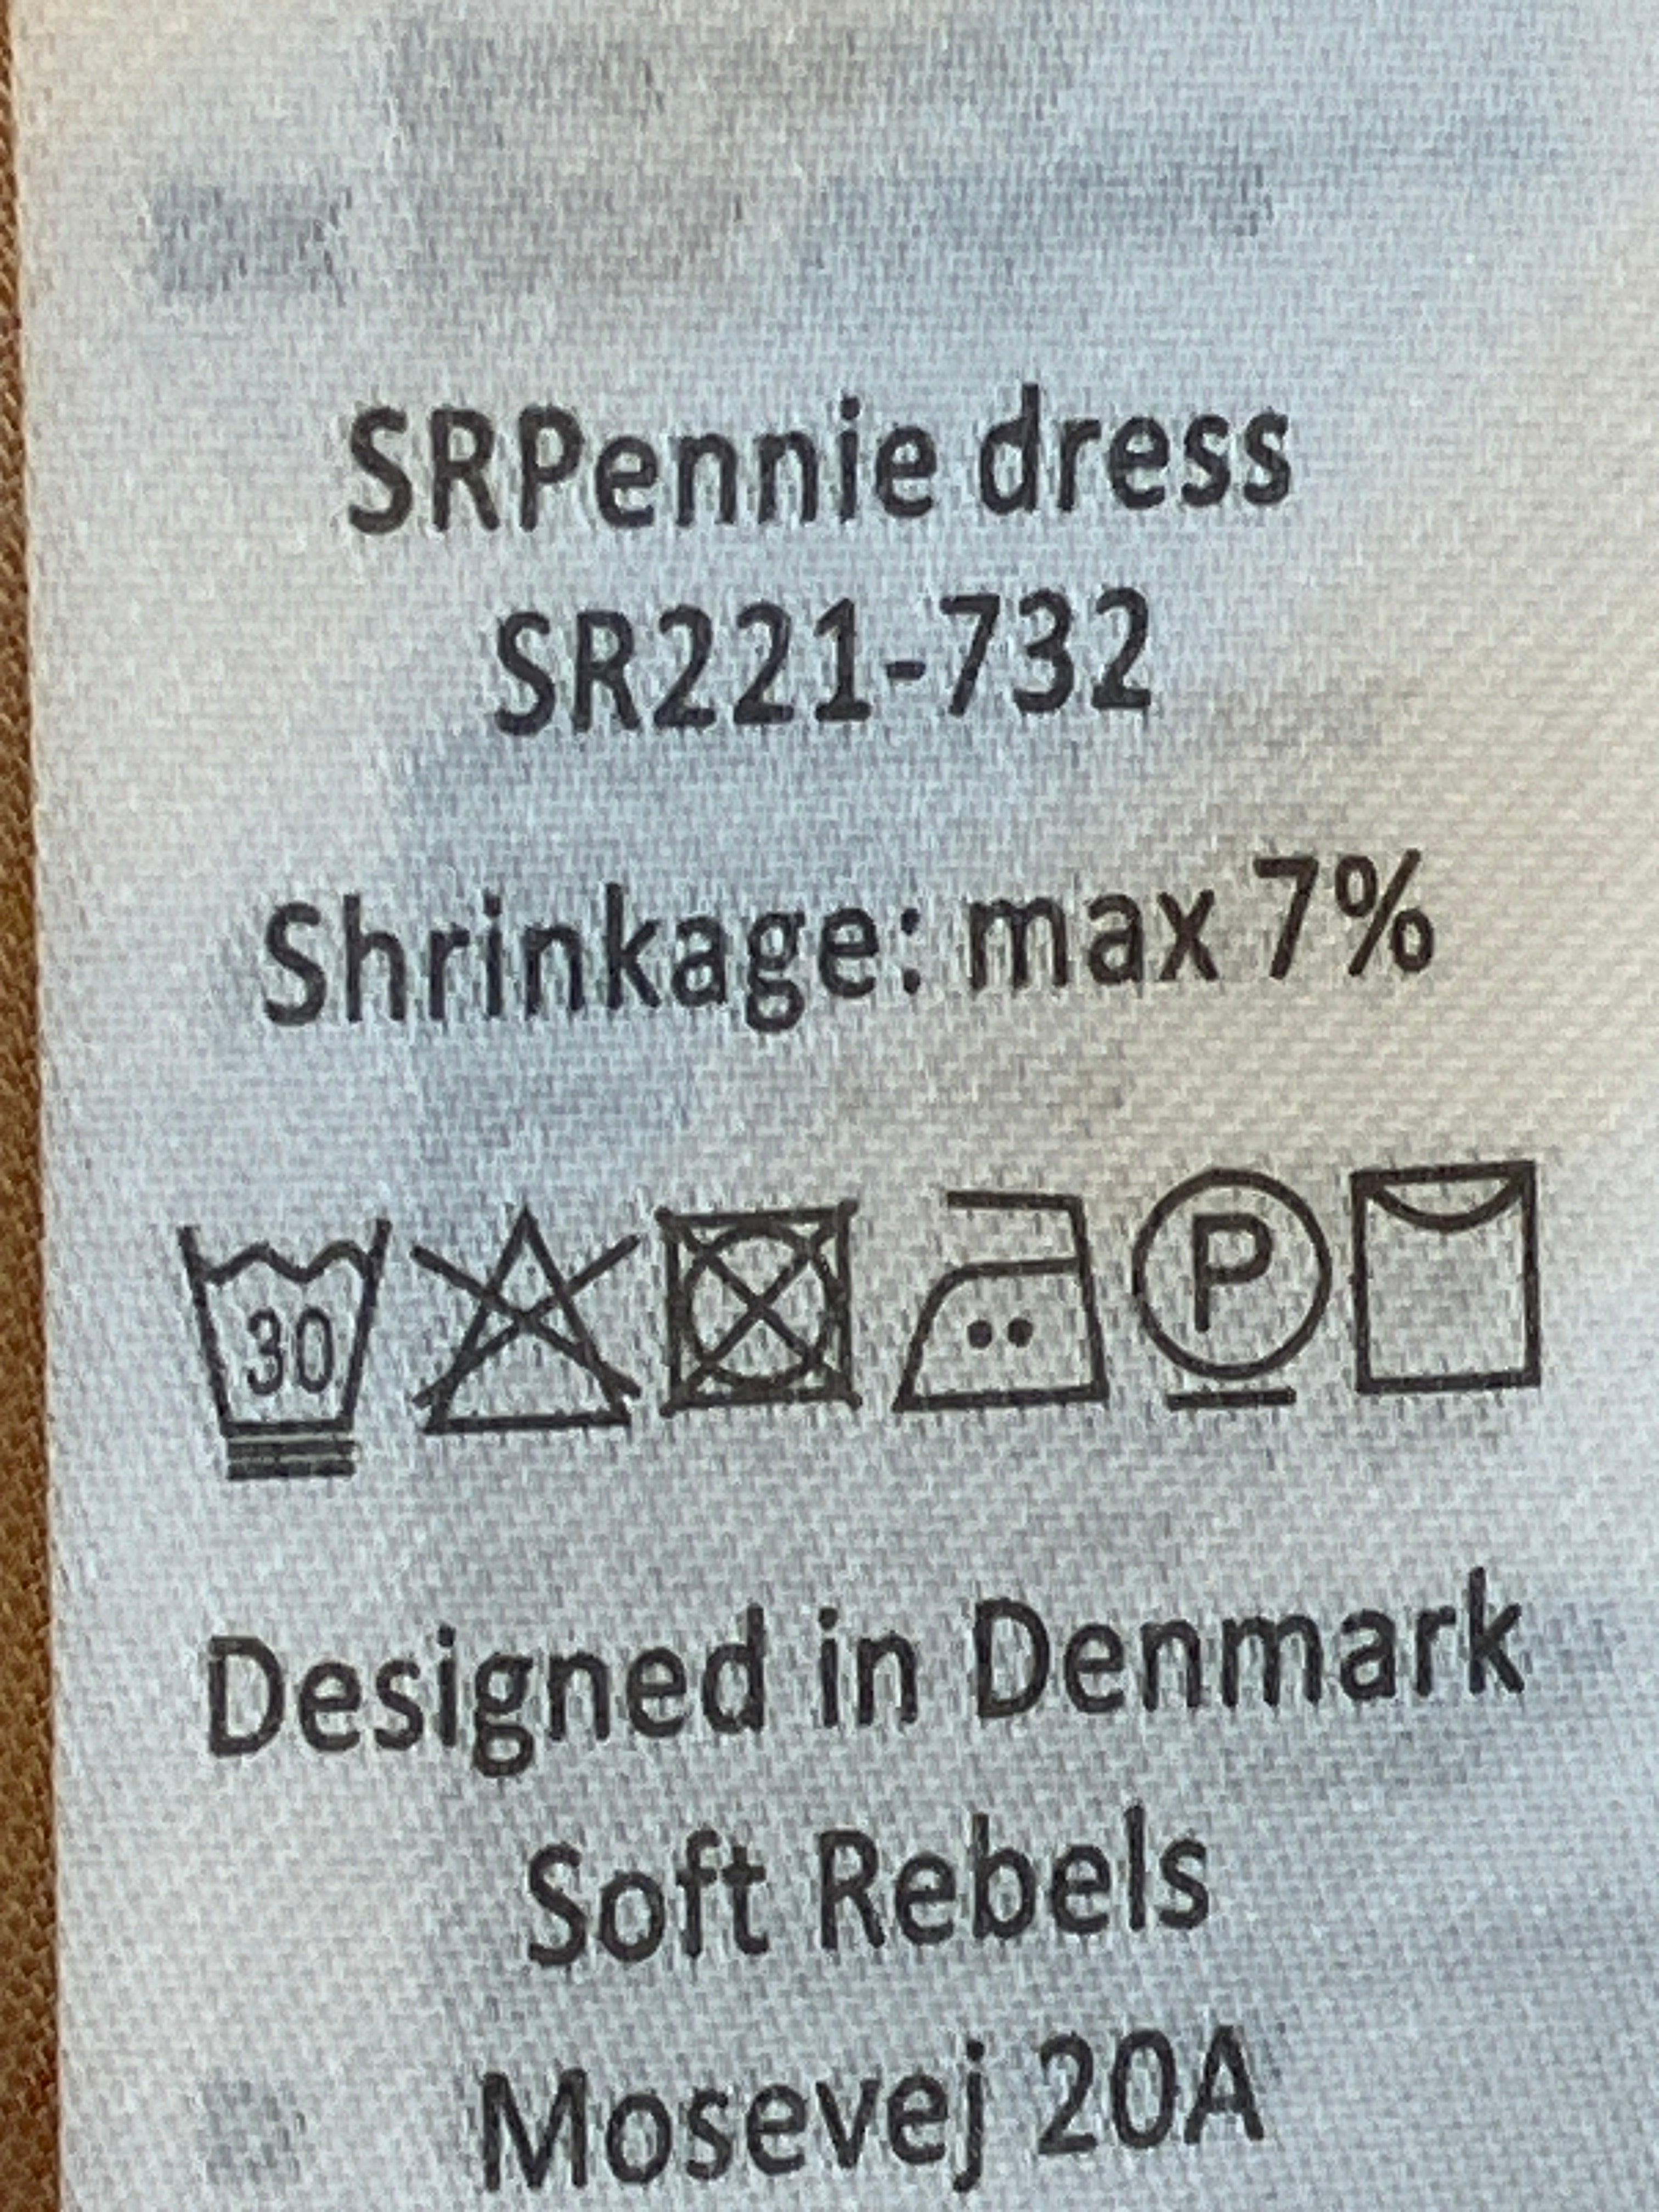 SRPennie dress
SR221-732
Shrinkage: max 7%
30 P
Designed in Denmark
Soft Rebels
Mosevej 20A